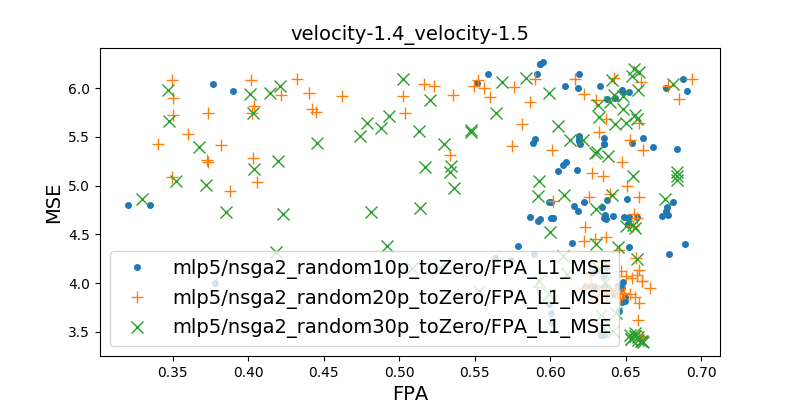 velocity-1.4_velocity-1.5
MSE
6.0
5.5
5.0
4.5
4.0
3.5
mlp5/nsga2_random10p_toZero/FPA_L1_MSE
mlp5/nsga2_random20p_toZero/FPA_L1_MSE
mlp5/nsga2_random30p_toZero/FPA_L1_MSE
0.35 0.40 0.45 0.50 0.55 0.60 0.65 0.70
FPA